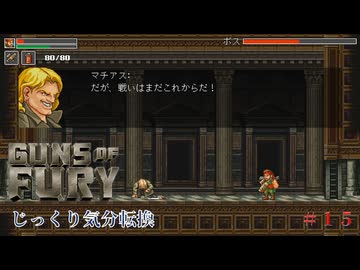 ボス
80/80
マチアス:
だが、戦いはまだこれからだ！
GUNS OF
FURY
じっくり気分転換
#15